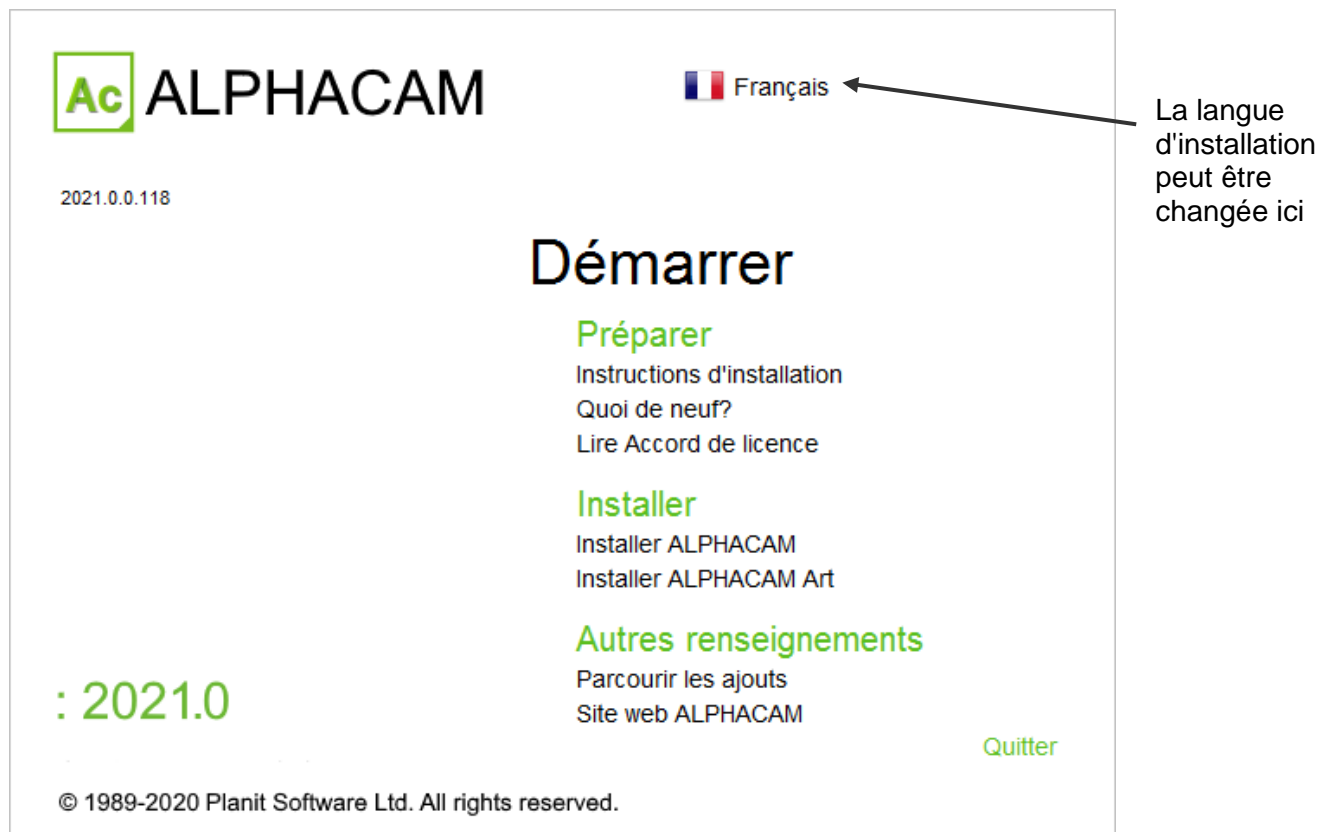 Ac ALPHACAM
Français
La langue
d'installation
peut être
changée ici
2021.0.0.118
Démarrer
Préparer
Instructions d'installation
Quoi de neuf?
Lire Accord de licence
Installer
Installer ALPHACAM
Installer ALPHACAM Art
Autres renseignements
Parcourir les ajouts
Site web ALPHACAM
: 2021.0
Quitter
© 1989-2020 Planit Software Ltd. All rights reserved.